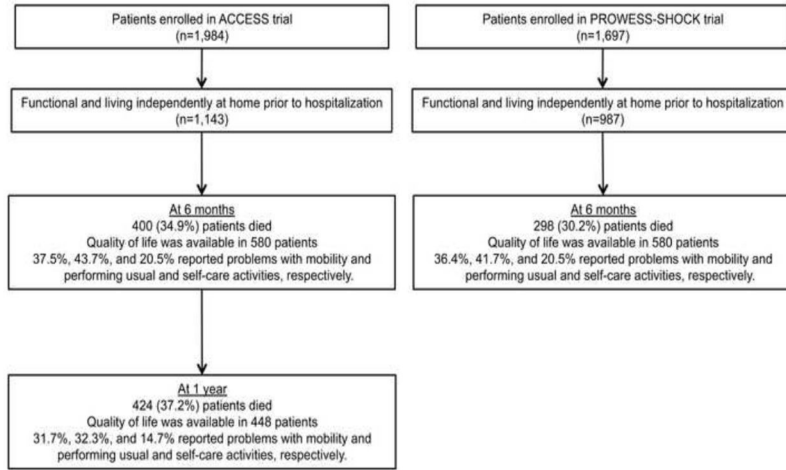 Patients enrolled in ACCESS trial
(n=1,984)
Patients enrolled in PROWESS-SHOCK trial
(n=1,697)
Functional and living independently at home prior to hospitalization
(n=1,143)
Functional and living independently at home prior to hospitalization
(n=987)
At 6 months
400 (34.9%) patients died
Quality of life was available in 580 patients
37.5%, 43.7%, and 20.5% reported problems with mobility and
performing usual and self-care activities, respectively.
At 6 months
298 (30.2%) patients died
Quality of life was available in 580 patients
36.4%, 41.7%, and 20.5% reported problems with mobility and
performing usual and self-care activities, respectively.
At 1 year
424 (37.2%) patients died
Quality of life was available in 448 patients
31.7%, 32.3%, and 14.7% reported problems with mobility and
performing usual and self-care activities, respectively.